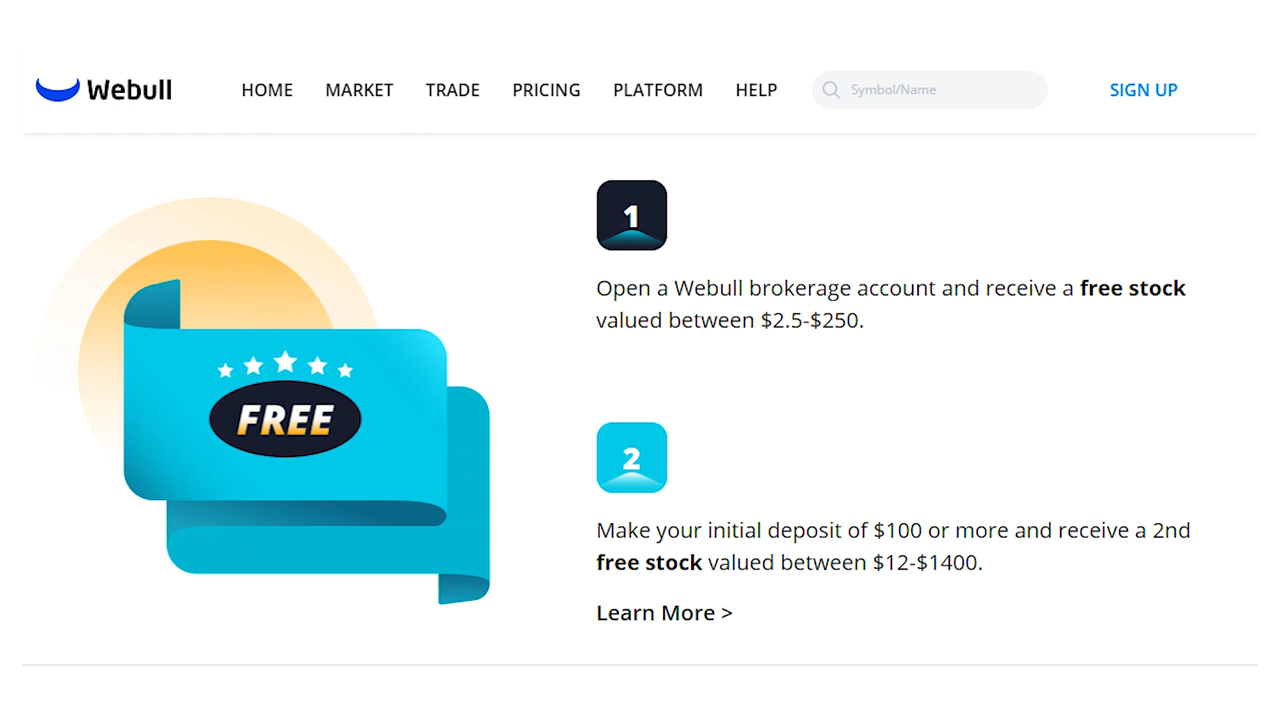 Webull
HOME MARKET TRADE PRICING PLATFORM HELP Symbol/Name SIGN UP
FREE
1
Open a Webull brokerage account and receive a free stock
valued between $2.5-$250.
2
Make your initial deposit of $100 or more and receive a 2nd
free stock valued between $12-$1400.
Learn More >